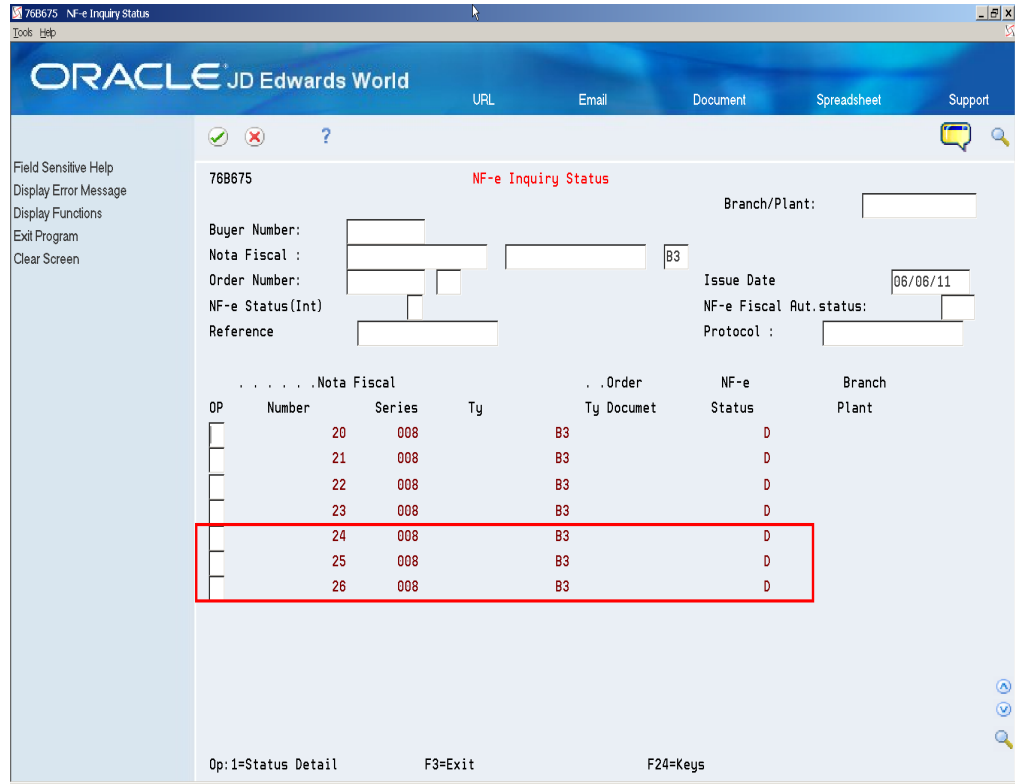 76B675 NF-e Inquiry Status
Tools Help
ORACLE JD Edwards World
URL Email Document Spreadsheet Support
?
Field Sensitive Help
Display Error Message
Display Functions
Exit Program
Clear Screen
76B675 NF-e Inquiry Status
Branch/Plant:
Buyer Number:
Nota Fiscal : B3
Order Number: Issue Date 06/06/11
NF-e Status(Int) NF-e Fiscal Aut.status:
Reference Protocol :
. . . . . .Nota Fiscal . .Order NF-e Branch
OP Number Series Ty Ty Documet Status Plant
20 008 B3 D
21 008 B3 D
22 008 B3 D
23 008 B3 D
24 008 B3 D
25 008 B3 D
26 008 B3 D
Op:1=Status Detail F3=Exit F24=Keys